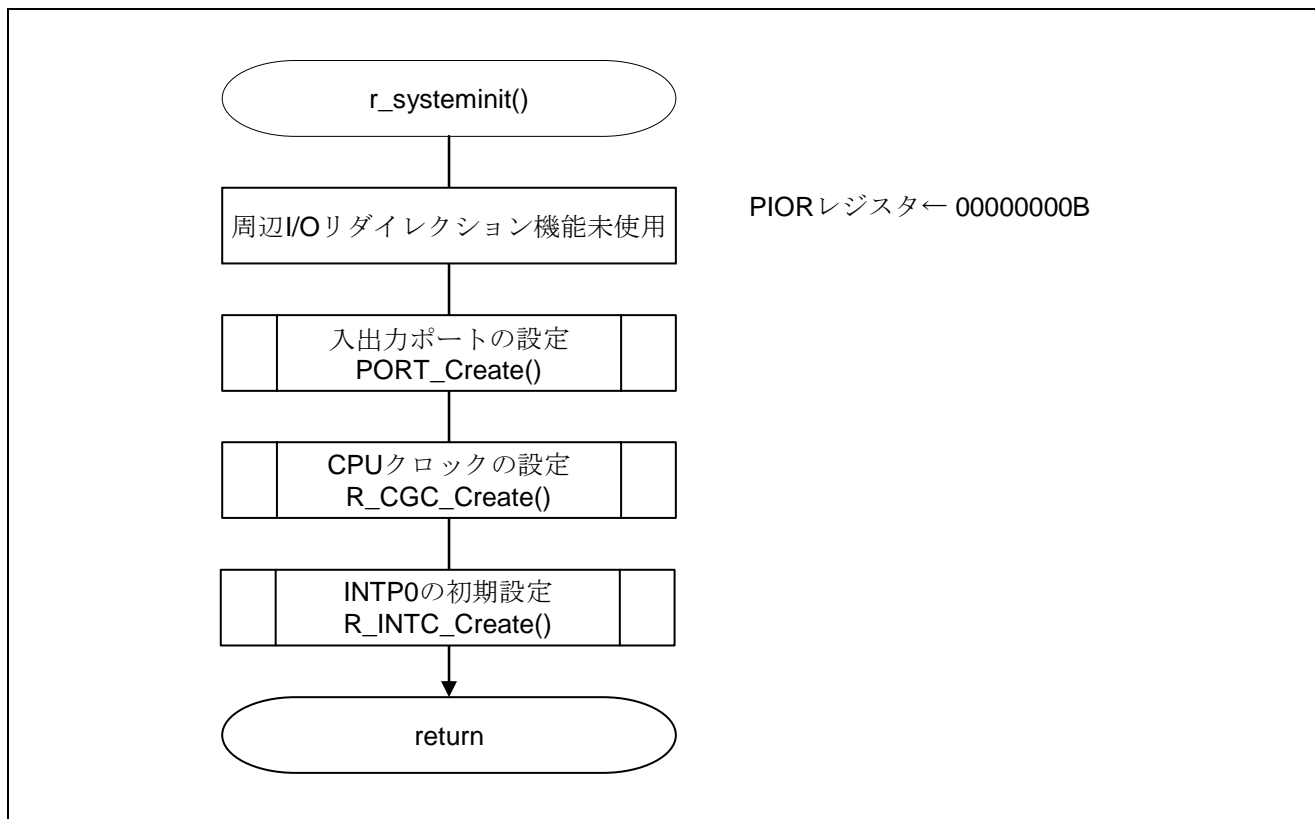 r_systeminit()
周辺I/Oリダイレクション機能未使用
PIORレジスタ← 00000000B
入出力ポートの設定
PORT_Create()
CPUクロックの設定
R_CGC_Create()
INTP0の初期設定
R_INTC_Create()
return